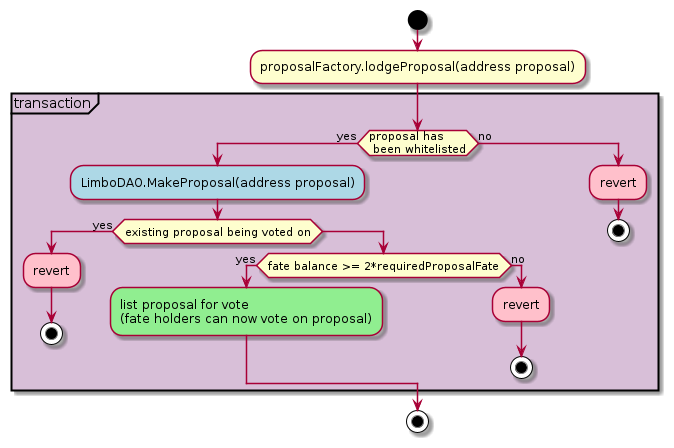 proposalFactory.lodgeProposal(address proposal)
transaction
yes
proposal has
been whitelisted
no
LimboDAO.MakeProposal(address proposal)
revert
yes
existing proposal being voted on
revert
yes
fate balance >= 2*requiredProposalFate
no
list proposal for vote
(fate holders can now vote on proposal)
revert